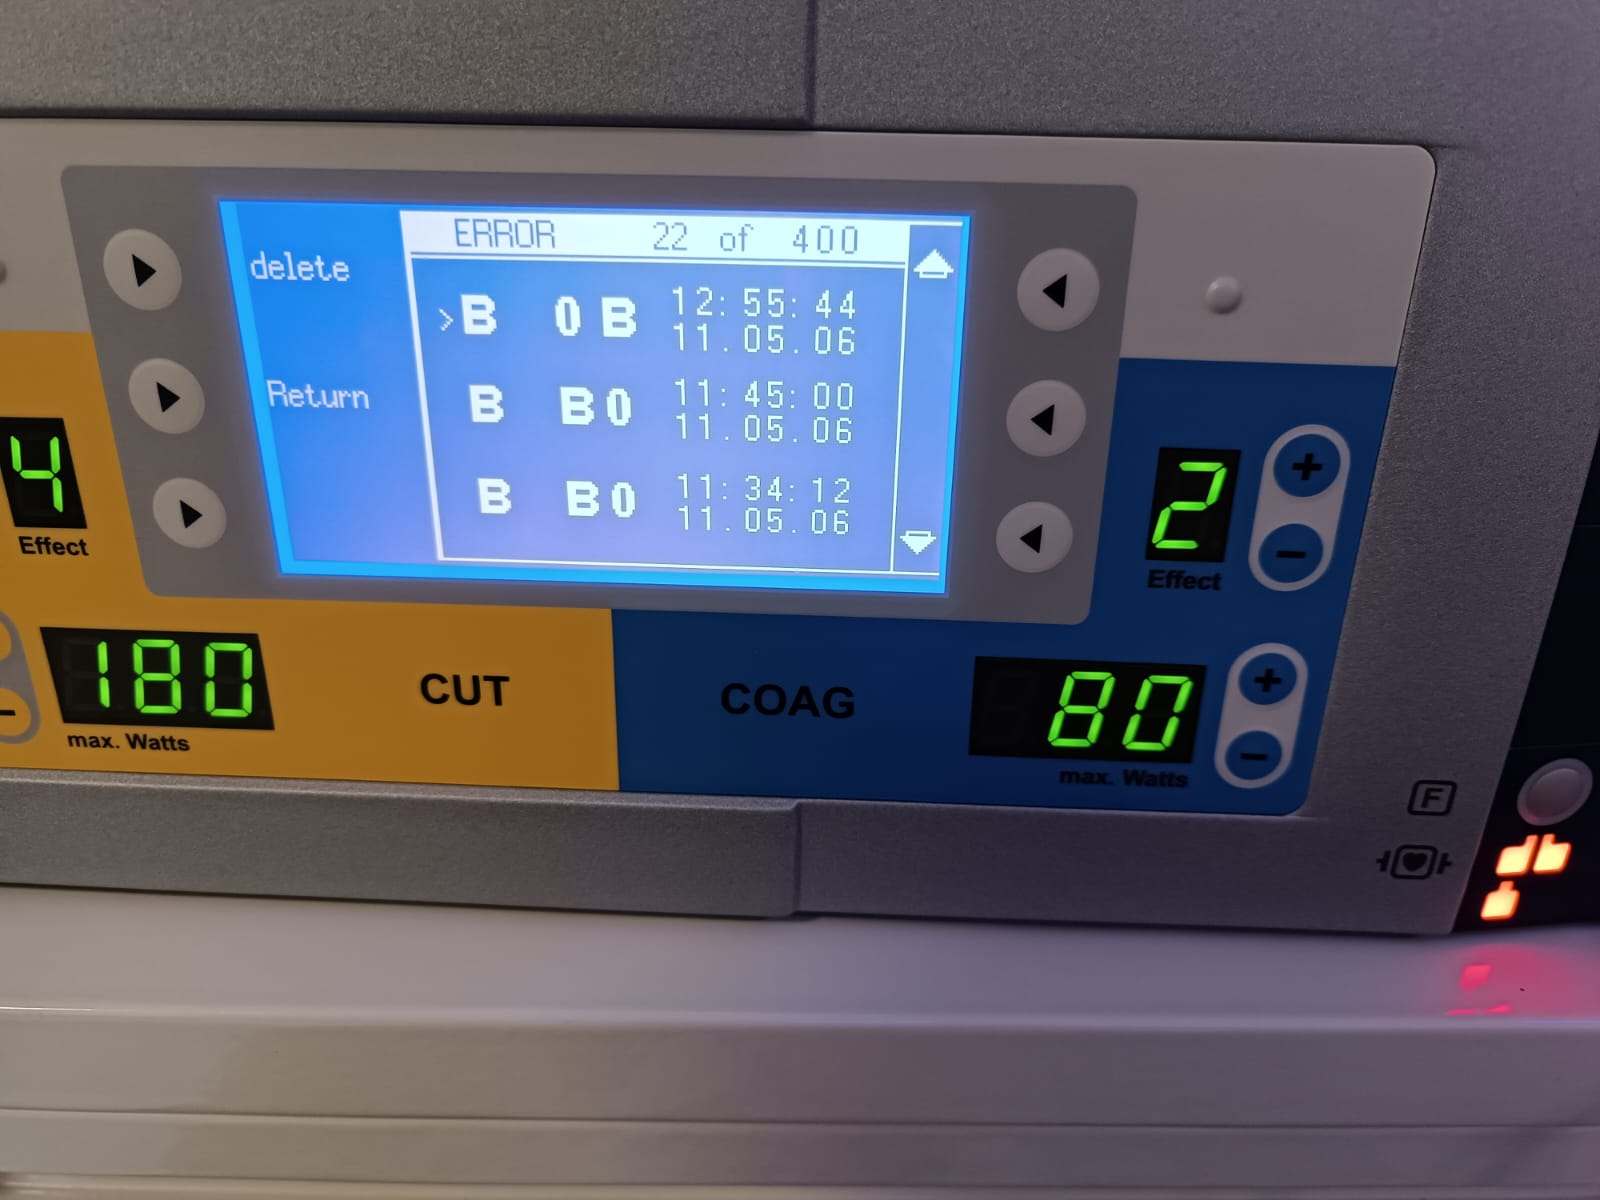 ERROR 22 of 400
delete
>B 0B 12:55:44
11.05.06
Return
B B0 11:45:00
11.05.06
B B0 11:34:12
11.05.06
4
Effect
2
Effect
+
-
180
max. Watts
-
CUT
COAG
80
max. Watts
+
-
F